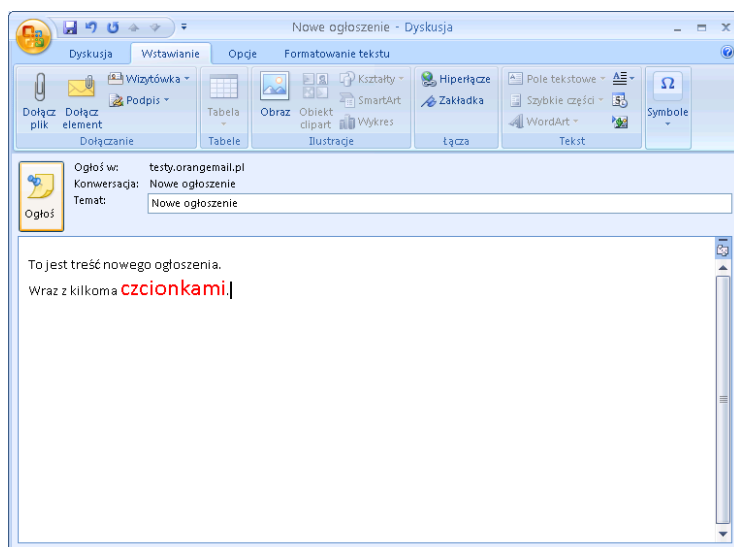 Nowe ogłoszenie - Dyskusja
Dyskusja Wstawianie Opcje Formatowanie tekstu
Dołącz plik
Dołącz element
Wizytówka
Podpis
Dołączanie
Tabela
Tabele
Obraz
Obiekt clipart
Kształty
SmartArt
Wykres
Ilustracje
Hiperłącze
Zakładka
Łącza
Pole tekstowe
Szybkie części
WordArt
Tekst
Ω
Symbole
Ogłoś
Ogłoś w: testy.orangemail.pl
Konwersacja: Nowe ogłoszenie
Temat: Nowe ogłoszenie
To jest treść nowego ogłoszenia.
Wraz z kilkoma czcionkami.